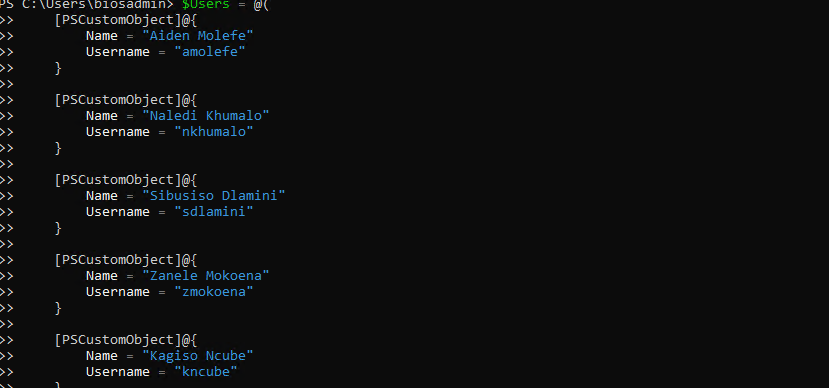 PS C:\Users\biosadmin> $Users = @(
>>     [PSCustomObject]@{
>>         Name = "Aiden Molefe"
>>         Username = "amolefe"
>>     }
>>
>>     [PSCustomObject]@{
>>         Name = "Naledi Khumalo"
>>         Username = "nkhumalo"
>>     }
>>
>>     [PSCustomObject]@{
>>         Name = "Sibusiso Dlamini"
>>         Username = "sdlamini"
>>     }
>>
>>     [PSCustomObject]@{
>>         Name = "Zanele Mokoena"
>>         Username = "zmokoena"
>>     }
>>
>>     [PSCustomObject]@{
>>         Name = "Kagiso Ncube"
>>         Username = "kncube"
>>     }